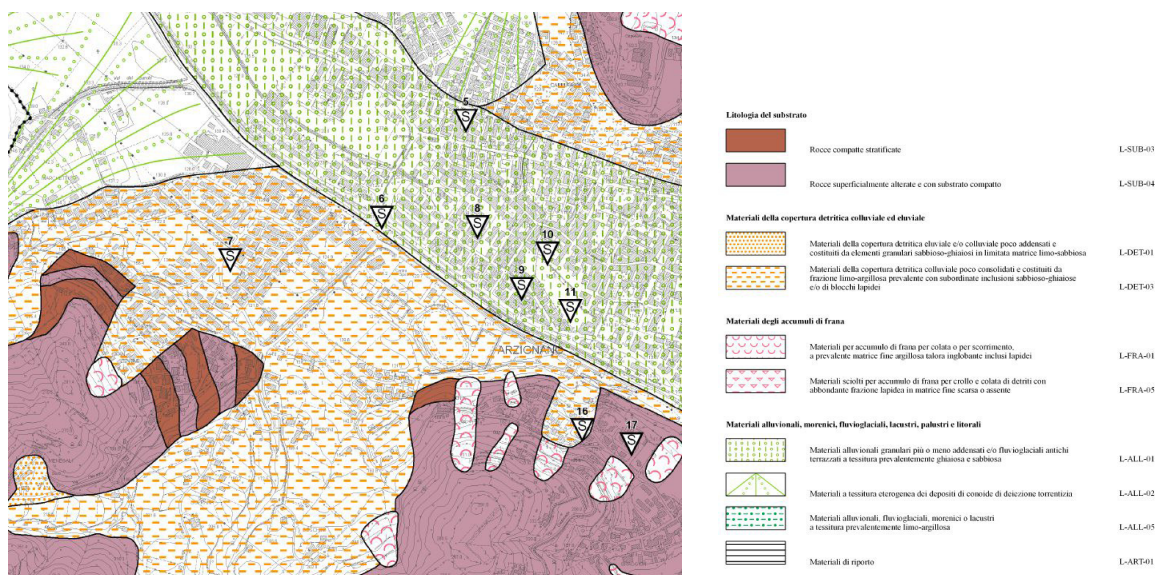 5
S
6
S
8
S
7
S
10
S
9
S
11
S
ARZIGNANO
16
S
17
S
Litologia del substrato
Rocce compatte stratificate L-SUB-03
Rocce superficialmente alterate e con substrato compatto L-SUB-04
Materiali della copertura detritica colluviale ed eluviale
Materiali della copertura detritica eluviale e/o colluviale poco addensati e
costituiti da elementi granulari sabbioso-ghiaiosi in limitata matrice limo-sabbiosa L-DET-01
Materiali della copertura detritica colluviale poco consolidati e costituiti da
frazione limo-argillosa prevalente con subordinate inclusioni sabbioso-ghiaiose
e/o di blocchi lapidei L-DET-03
Materiali degli accumuli di frana
Materiali per accumulo di frana per colata o per scorrimento,
a prevalente matrice fine argillosa talora inglobante inclusi lapidei L-FRA-01
Materiali sciolti per accumulo di frana per crollo e colata di detriti con
abbondante frazione lapidea in matrice fine scarsa o assente L-FRA-05
Materiali alluvionali, morenici, fluvioglaciali, lacustri, palustri e litorali
Materiali alluvionali granulari più o meno addensati e/o fluvioglaciali antichi
terrazzati a tessitura prevalentemente ghiaiosa e sabbiosa L-ALL-01
Materiali a tessitura eterogenea dei depositi di conoide di deiezione torrentizia L-ALL-02
Materiali alluvionali, fluvioglaciali, morenici o lacustri
a tessitura prevalentemente limo-argillosa L-ALL-05
Materiali di riporto L-ART-01